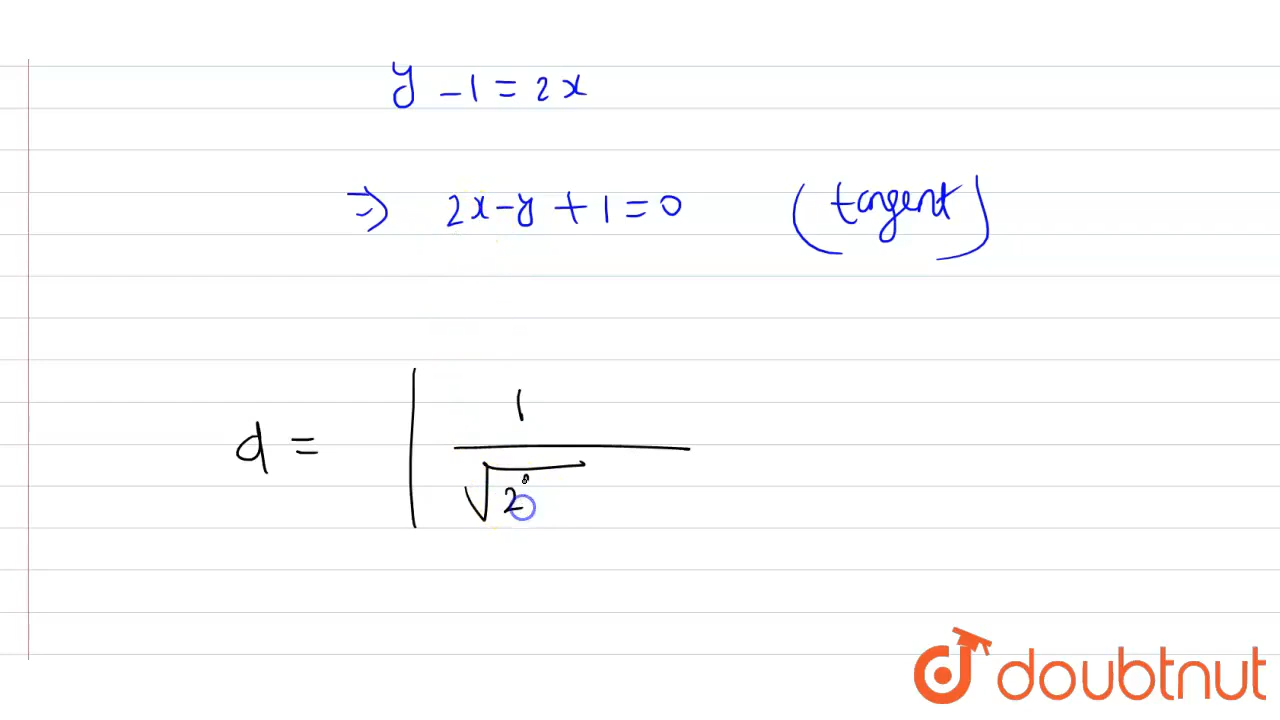 y - 1 = 2x
⇒ 2x - y + 1 = 0 (tangent)
d = | 1 / √2
doubtnut